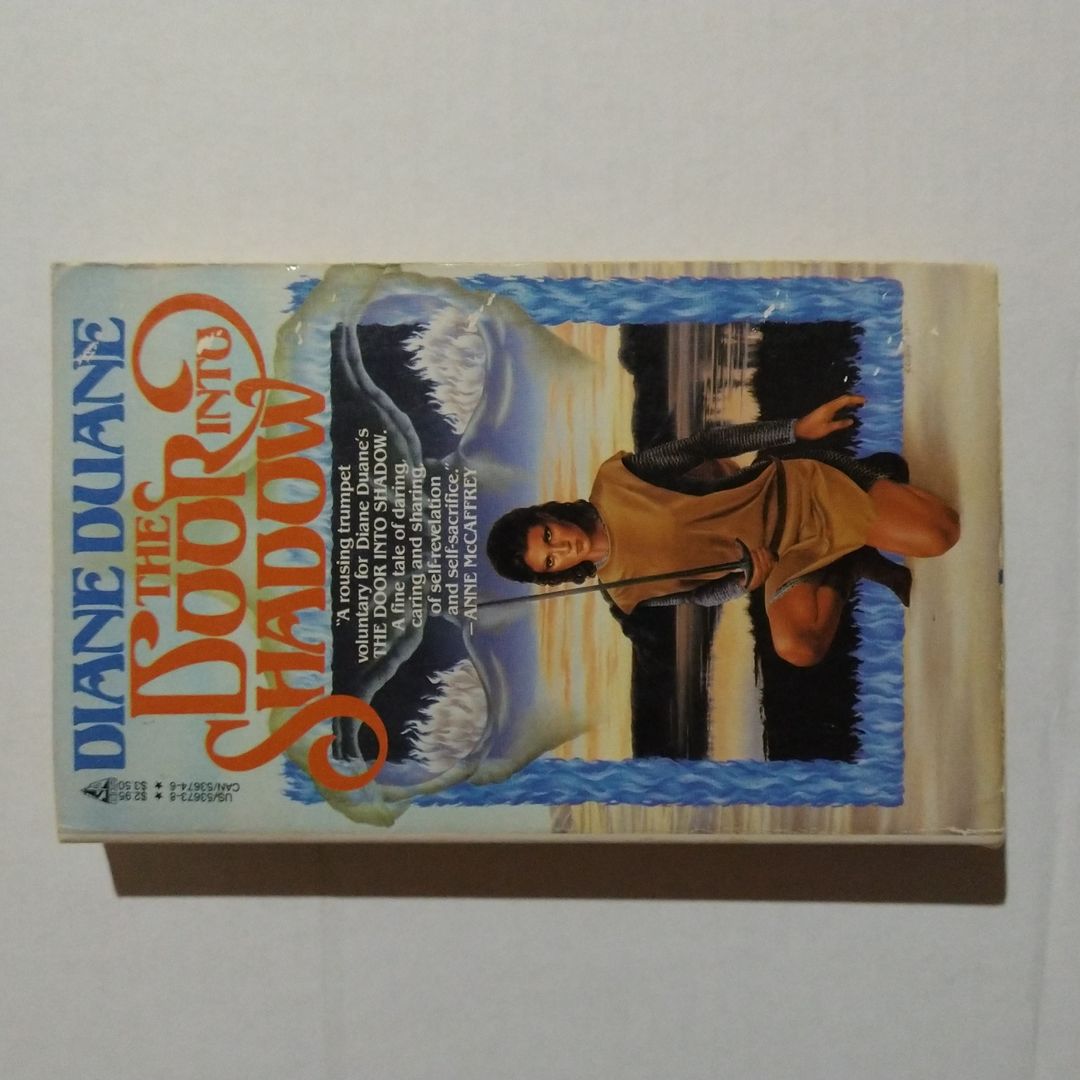 DIANE DUANE
THE
DOOR INTO
SHADOW
"A rousing trumpet
voluntary for Diane Duane's
THE DOOR INTO SHADOW.
A fine tale of daring,
caring and sharing,
of self-revelation
and self-sacrifice."
—ANNE McCAFFREY
US/53673-8 ★ $2.95
CAN/53674-6 ★ $3.50